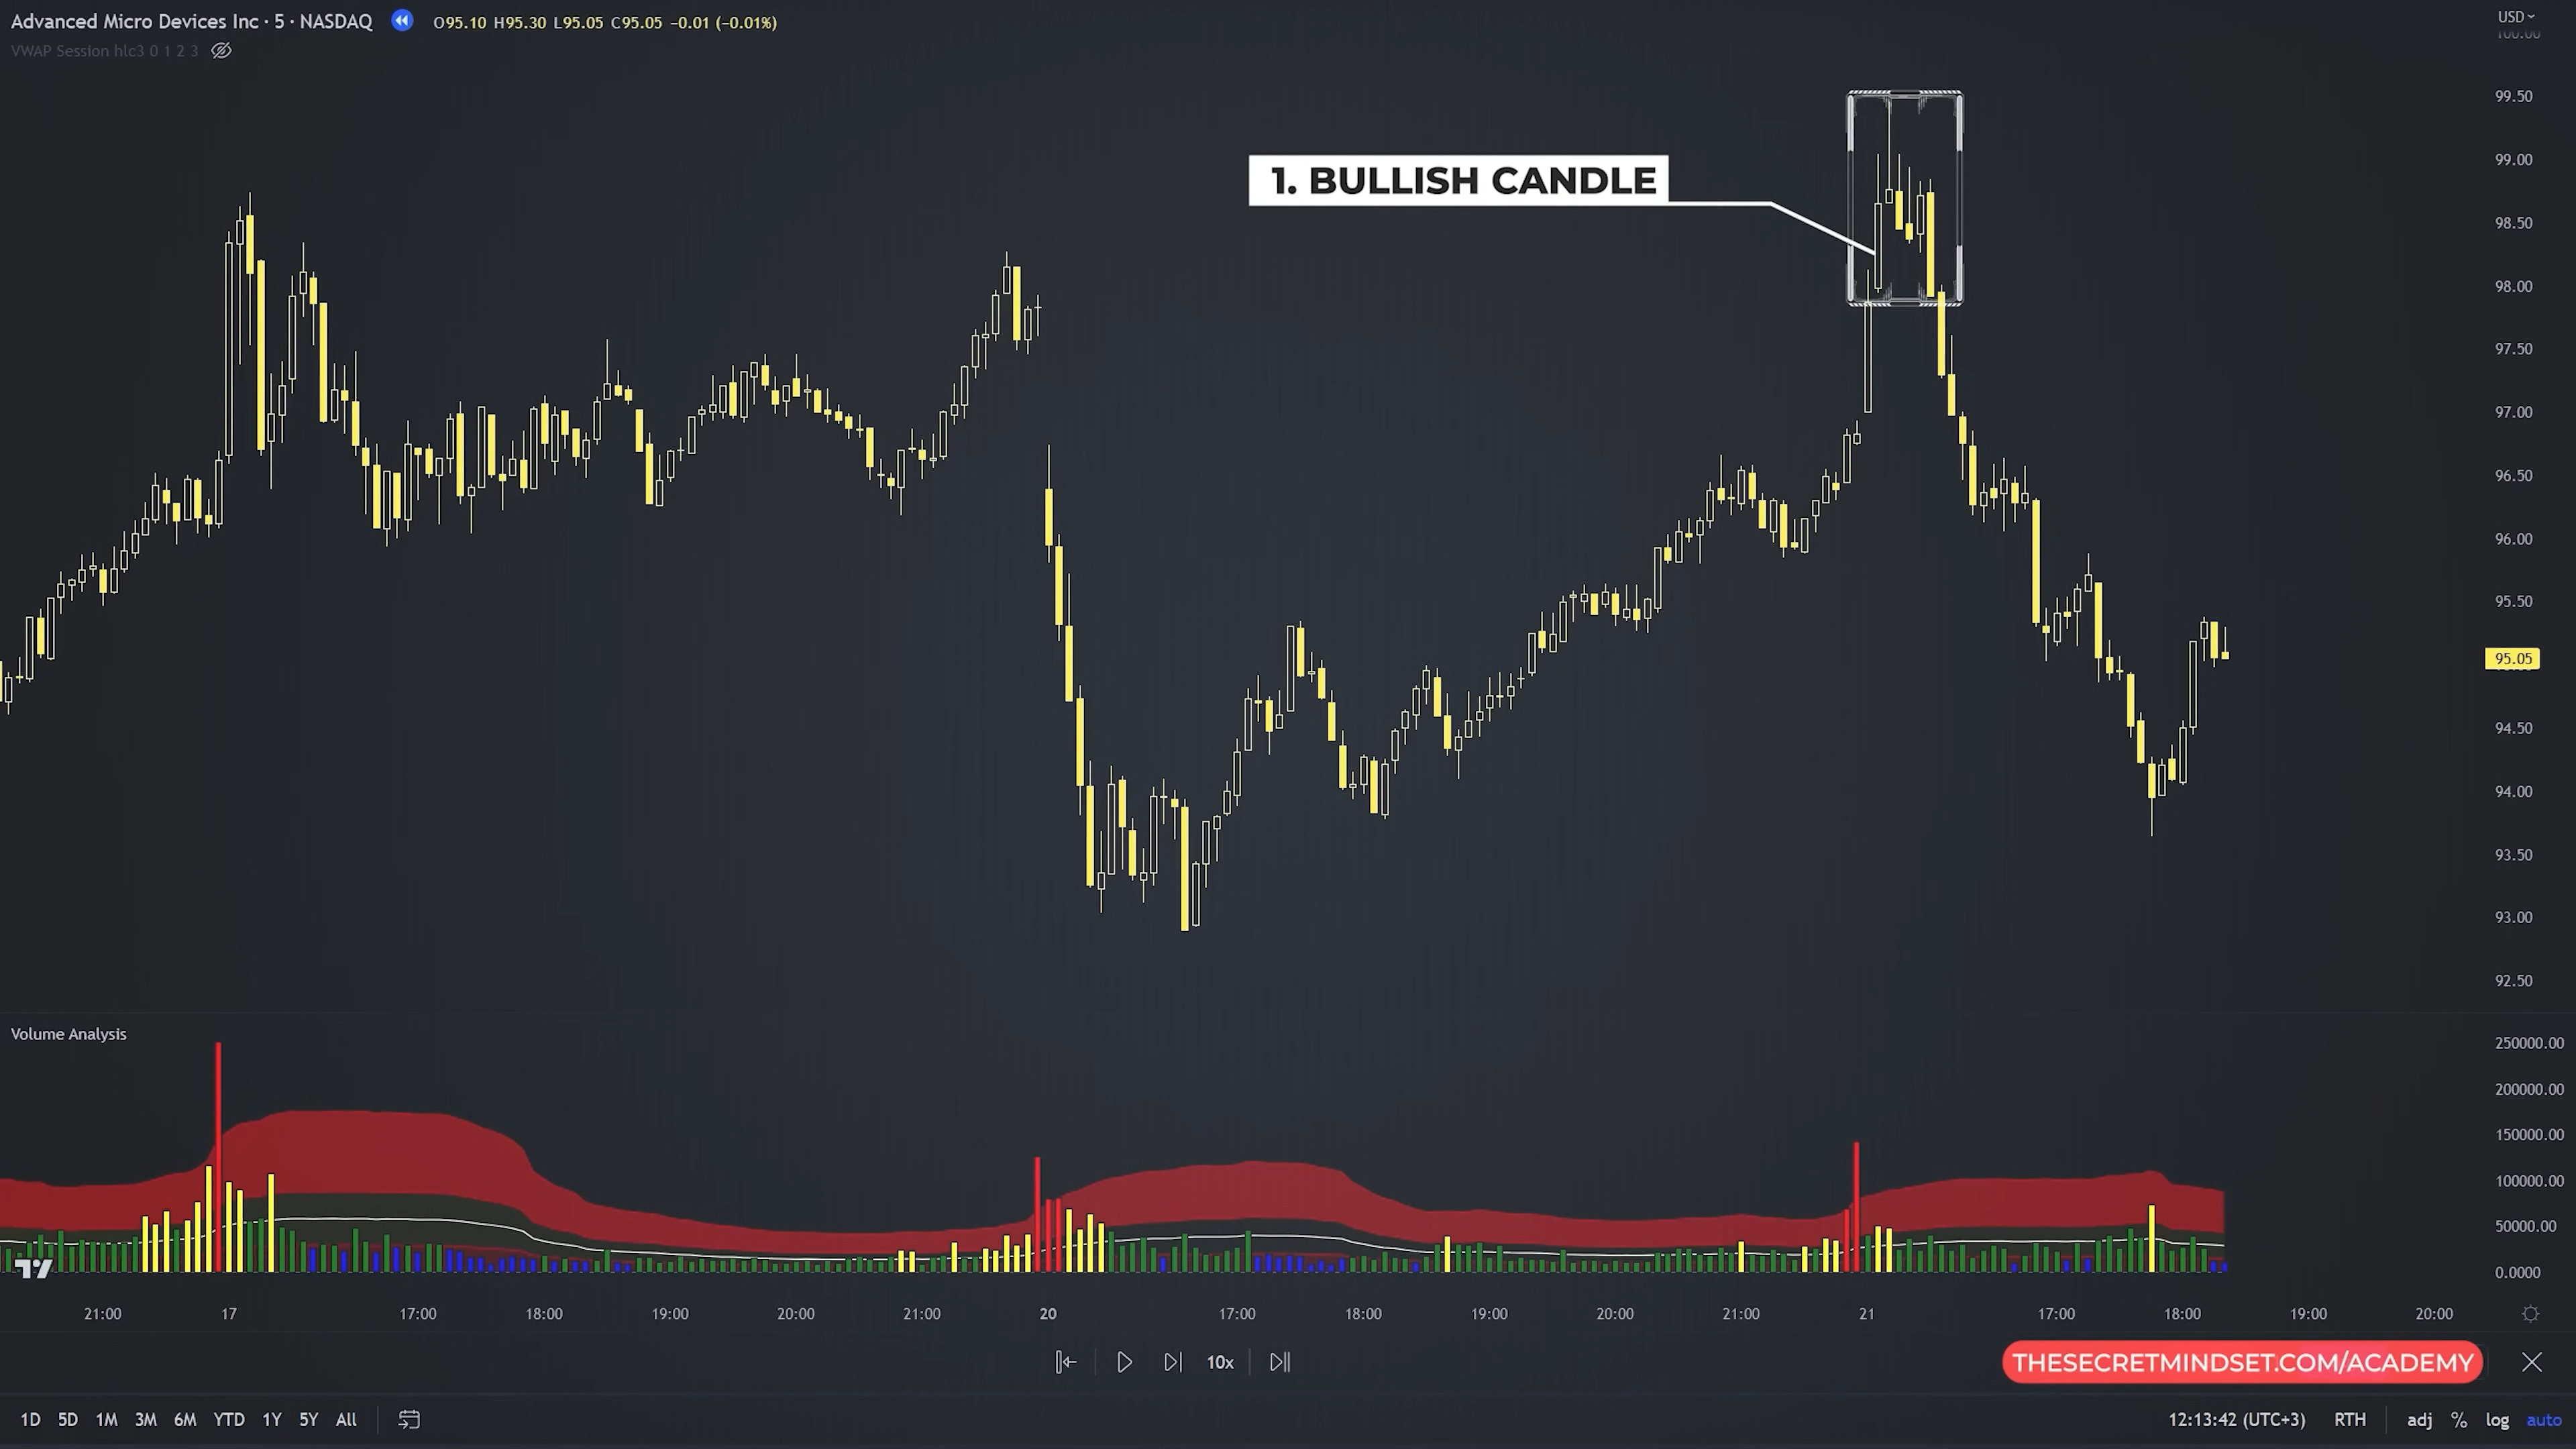 Advanced Micro Devices Inc · 5 · NASDAQ O95.10 H95.30 L95.05 C95.05 −0.01 (−0.01%)
VWAP Session hlc3 0 1 2 3
USD
100.00
99.50
99.00
1. BULLISH CANDLE
98.50
98.00
97.50
97.00
96.50
96.00
95.50
95.05
94.50
94.00
93.50
93.00
92.50
Volume Analysis
250000.00
200000.00
150000.00
100000.00
50000.00
0.0000
21:00 17 17:00 18:00 19:00 20:00 21:00 20 17:00 18:00 19:00 20:00 21:00 21 17:00 18:00 19:00 20:00
10x
THESECRETMINDSET.COM/ACADEMY
1D 5D 1M 3M 6M YTD 1Y 5Y All 12:13:42 (UTC+3) RTH adj % log auto